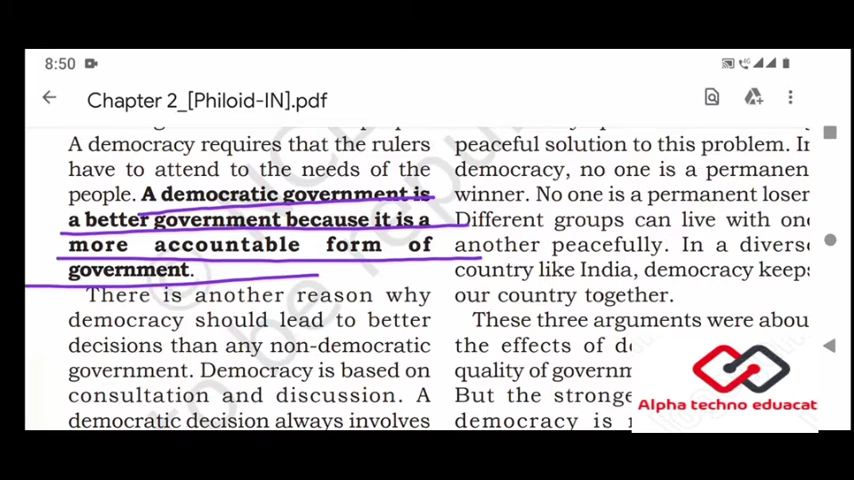 8:50
Chapter 2_[Philoid-IN].pdf
A democracy requires that the rulers
have to attend to the needs of the
people. A democratic government is
a better government because it is a
more accountable form of
government.
There is another reason why
democracy should lead to better
decisions than any non-democratic
government. Democracy is based on
consultation and discussion. A
democratic decision always involves
peaceful solution to this problem. In
democracy, no one is a permanen
winner. No one is a permanent loser
Different groups can live with one
another peacefully. In a diverse
country like India, democracy keeps
our country together.
These three arguments were abou
the effects of de
quality of governm
But the stronge
democracy is
Alpha techno eduacat